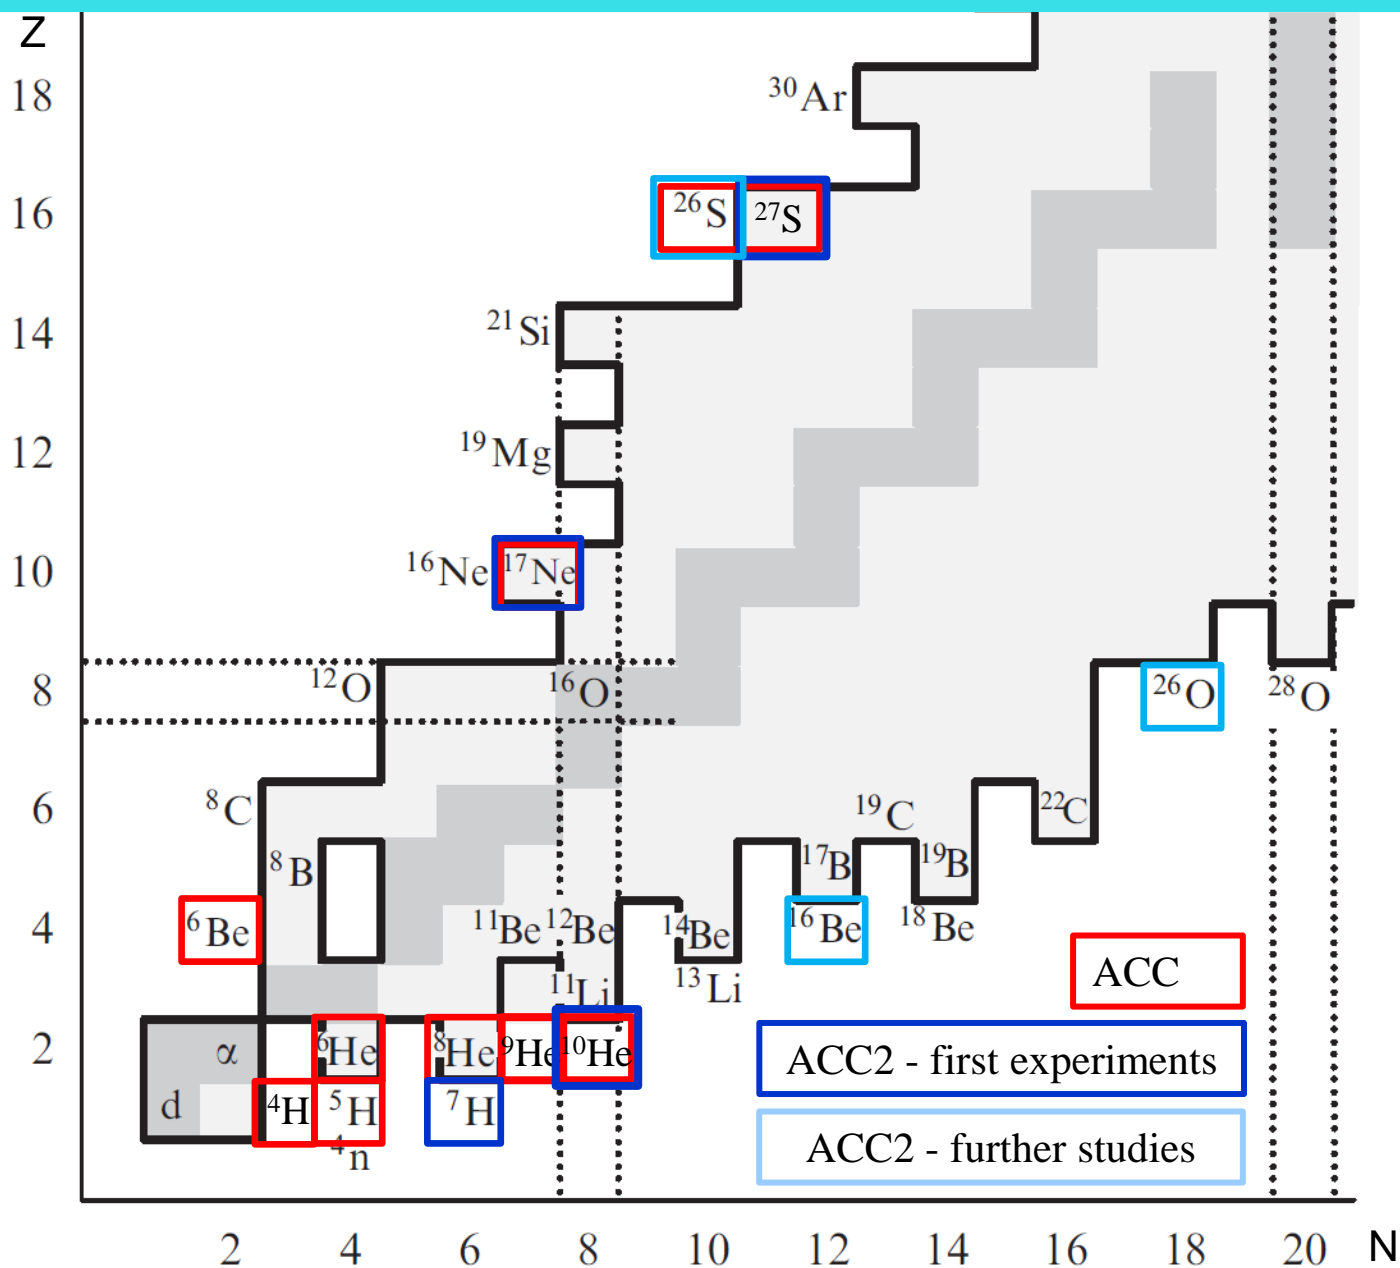 Z
18
³⁰Ar
16
²⁶S ²⁷S
14
²¹Si
12
¹⁹Mg
10
¹⁶Ne ¹⁷Ne
8
¹²O ¹⁶O ²⁶O ²⁸O
6
⁸C ¹⁹C ²²C
⁸B ¹⁷B ¹⁹B
4
⁶Be ¹¹Be ¹²Be ¹⁴Be ¹⁶Be ¹⁸Be
¹¹Li ¹³Li
ACC
2
α ⁶He ⁸He ⁹He ¹⁰He
ACC2 - first experiments
d ⁴H ⁵H ⁷H
⁴n
ACC2 - further studies
2 4 6 8 10 12 14 16 18 20 N